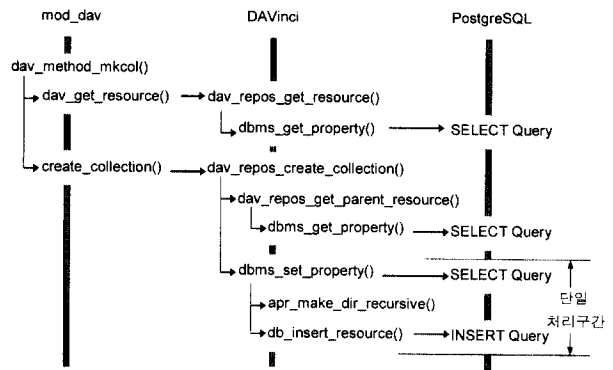 mod_dav DAVinci PostgreSQL
dav_method_mkcol()
dav_get_resource() dav_repos_get_resource()
dbms_get_property() SELECT Query
create_collection() dav_repos_create_collection()
dav_repos_get_parent_resource()
dbms_get_property() SELECT Query
dbms_set_property() SELECT Query
단일
apr_make_dir_recursive()
처리구간
db_insert_resource() INSERT Query